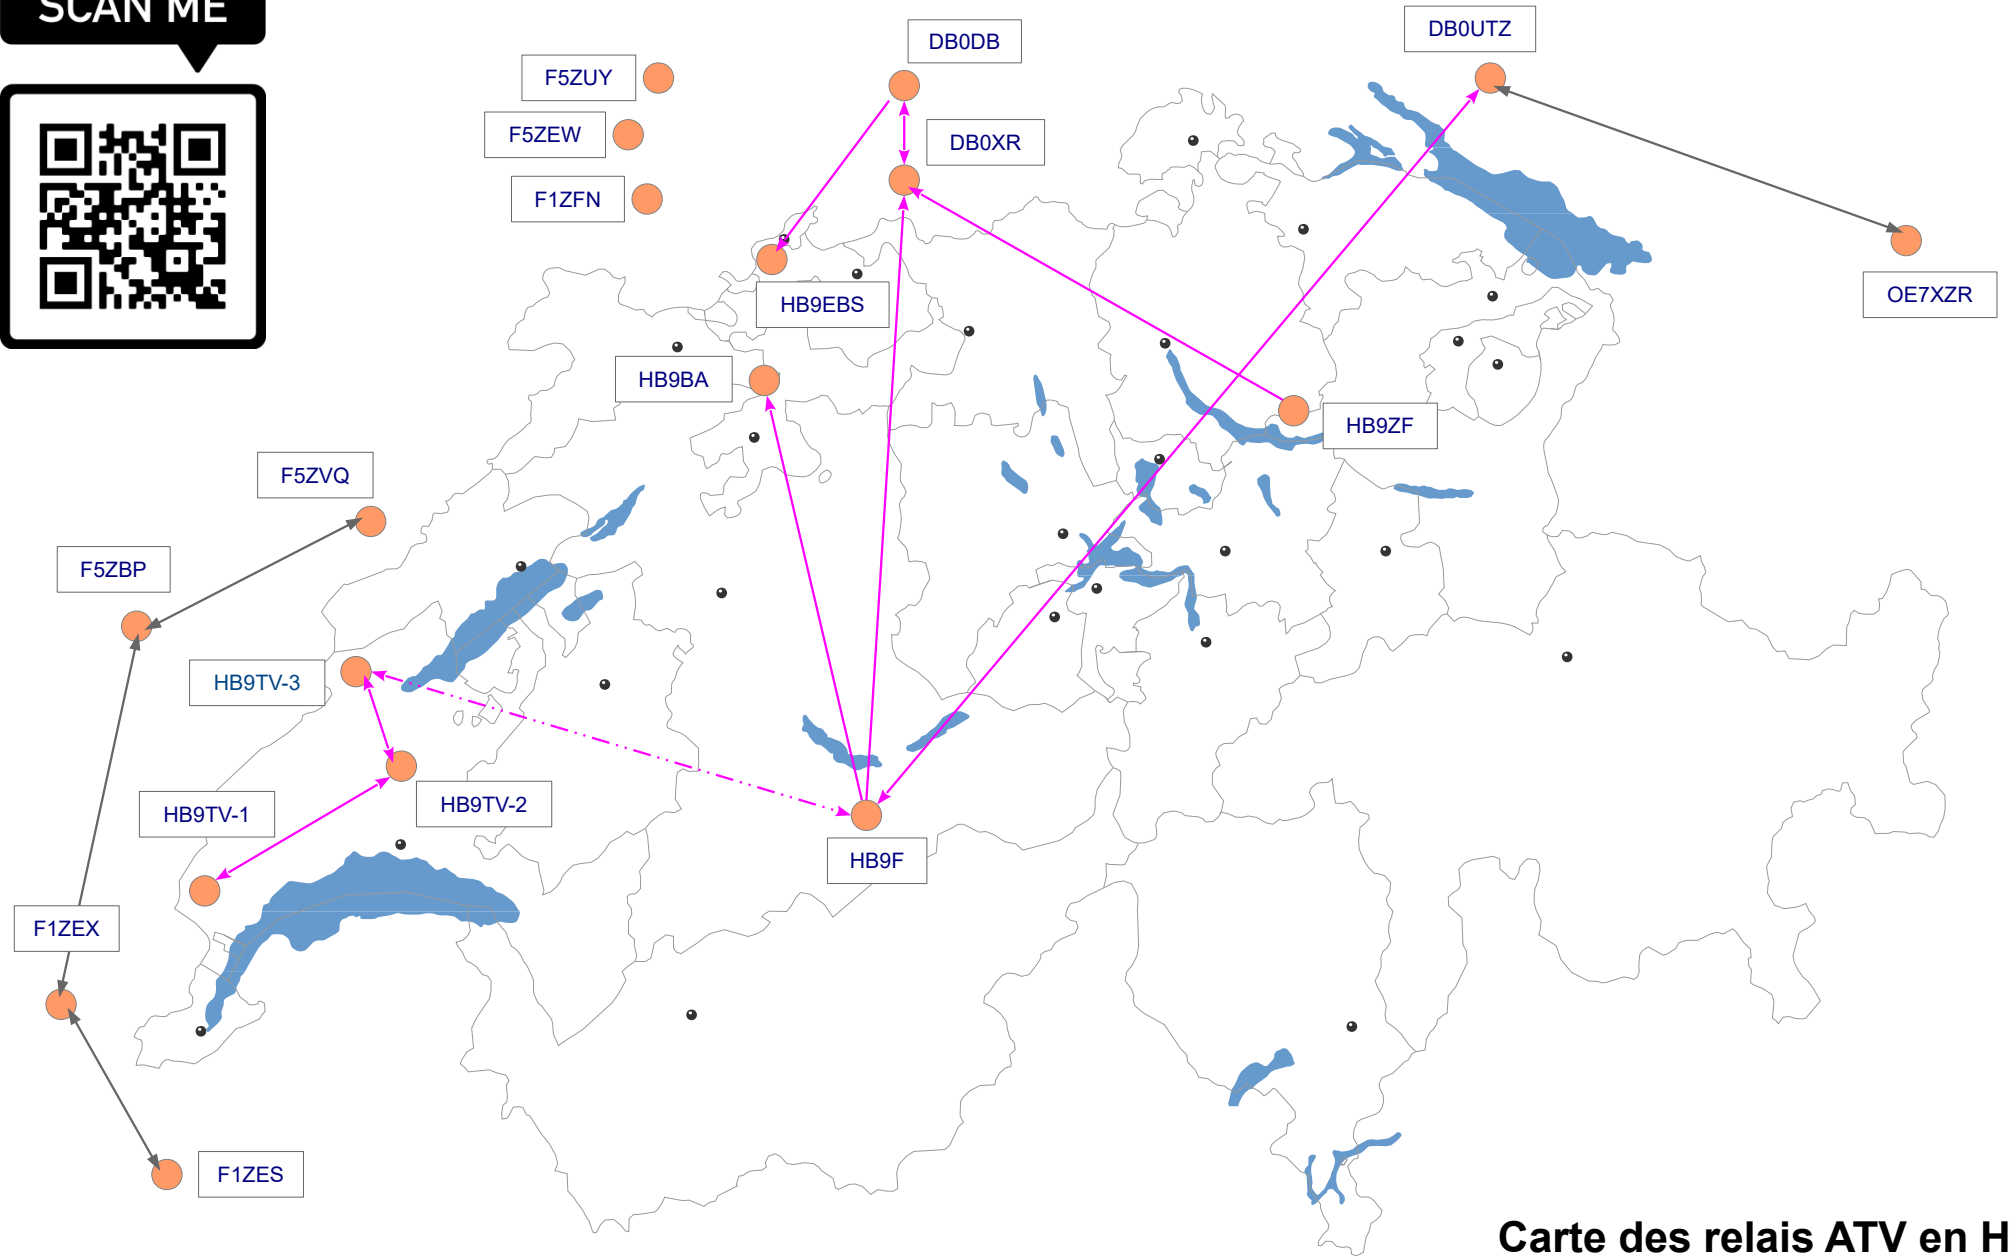 SCAN ME
DB0DB
DB0UTZ
F5ZUY
F5ZEW
DB0XR
F1ZFN
HB9EBS
OE7XZR
HB9BA
HB9ZF
F5ZVQ
F5ZBP
HB9TV-3
HB9TV-2
HB9TV-1
HB9F
F1ZEX
F1ZES
Carte des relais ATV en H